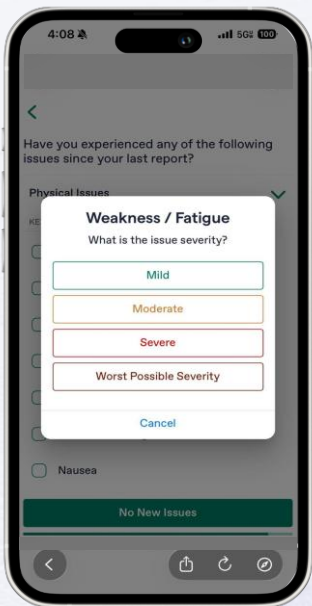 4:08
5G
100
Have you experienced any of the following
issues since your last report?
Physical Issues
KE
Weakness / Fatigue
What is the issue severity?
Mild
Moderate
Severe
Worst Possible Severity
Cancel
Nausea
No New Issues